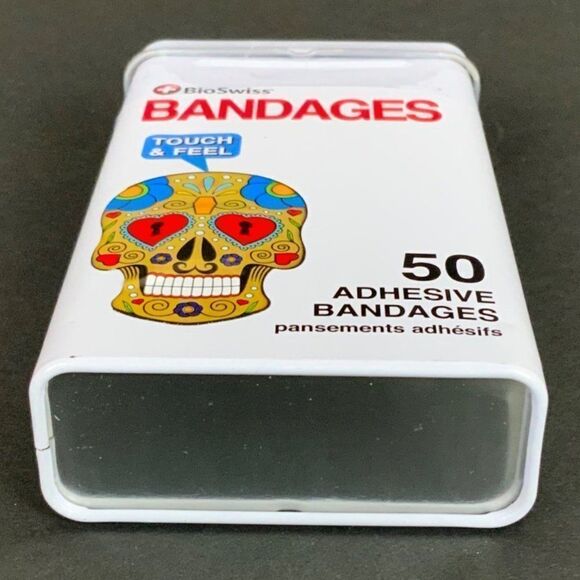 BioSwiss
BANDAGES
TOUCH
& FEEL
50
ADHESIVE
BANDAGES
pansements adhésifs